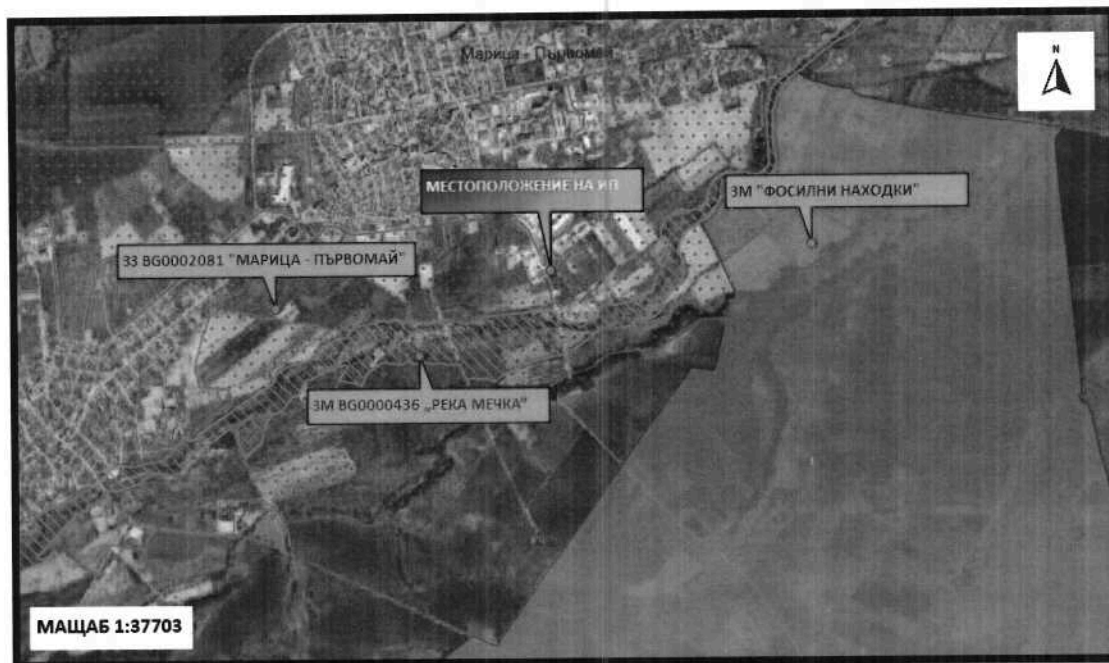 Марица - Първомай
N
МЕСТОПОЛОЖЕНИЕ НА ИП
ЗМ "ФОСИЛНИ НАХОДКИ"
ЗЗ BG0002081 "МАРИЦА - ПЪРВОМАЙ"
ЗМ BG0000436 „РЕКА МЕЧКА"
МАЩАБ 1:37703